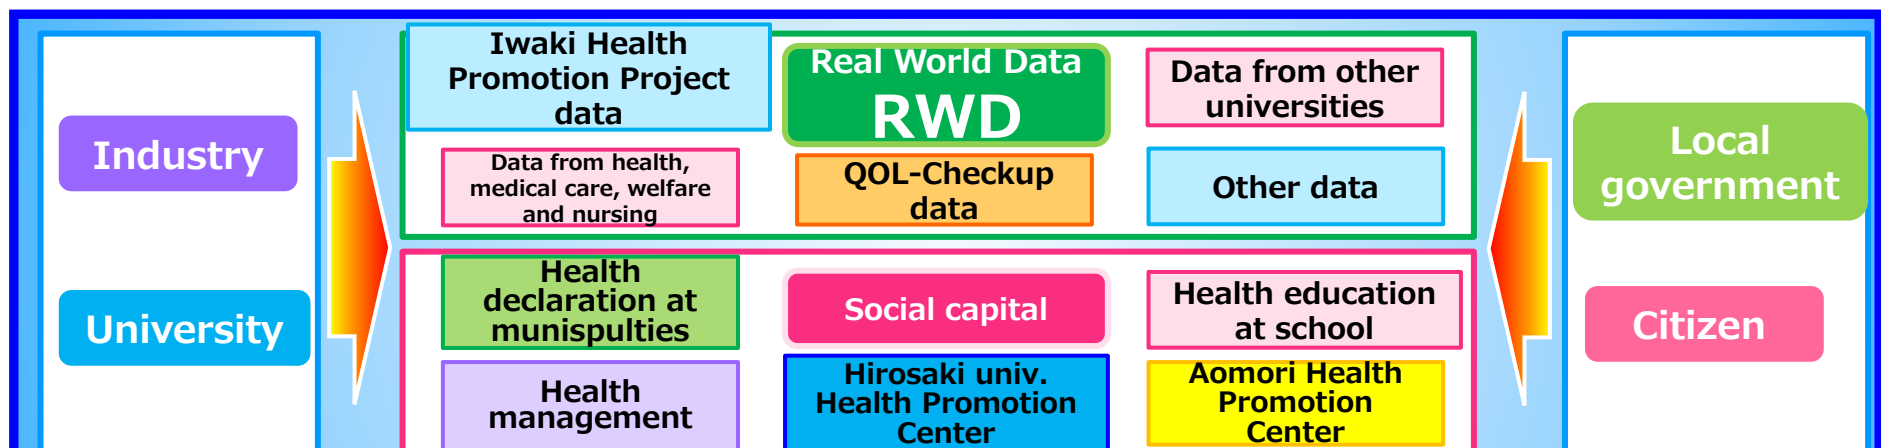 Industry
University
Iwaki Health
Promotion Project
data
Real World Data
RWD
Data from other
universities
Data from health,
medical care, welfare
and nursing
QOL-Checkup
data
Other data
Health
declaration at
munispulties
Social capital
Health education
at school
Health
management
Hirosaki univ.
Health Promotion
Center
Aomori Health
Promotion
Center
Local
government
Citizen